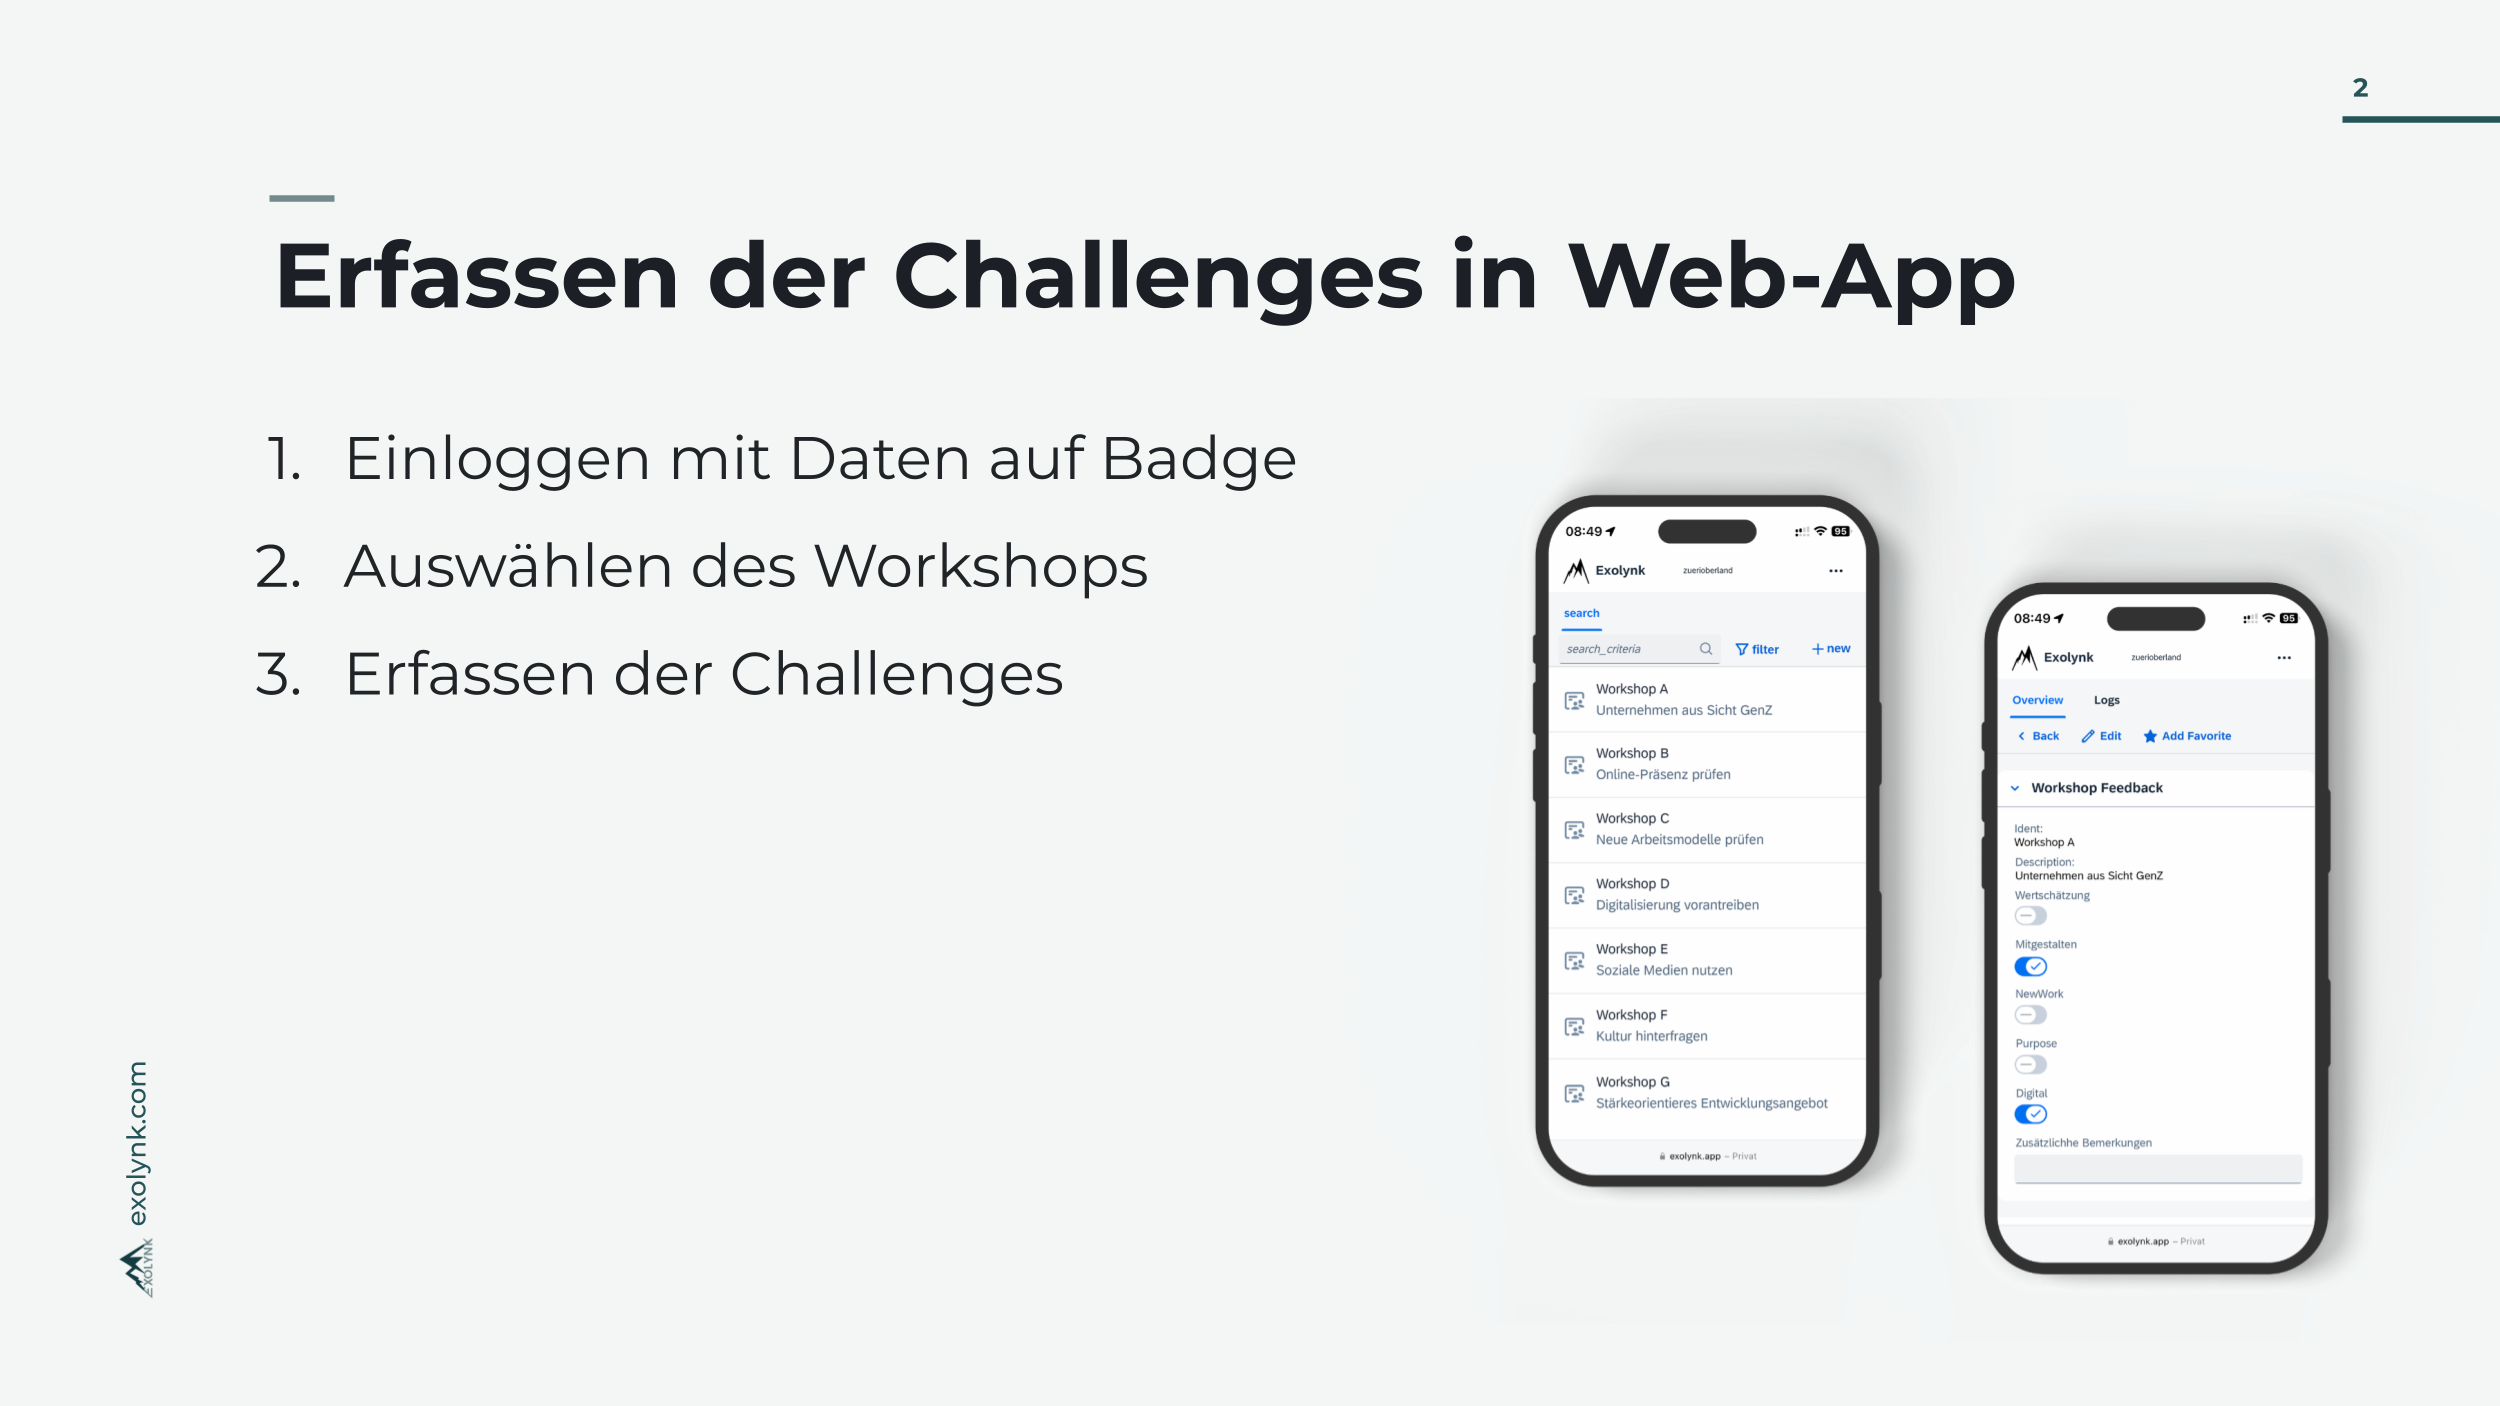 2
Erfassen der Challenges in Web-App
1. Einloggen mit Daten auf Badge
2. Auswählen des Workshops
3. Erfassen der Challenges
08:49
95
Exolynk
zuerioberland
search
search_criteria
filter
+ new
Workshop A
Unternehmen aus Sicht GenZ
Workshop B
Online-Präsenz prüfen
Workshop C
Neue Arbeitsmodelle prüfen
Workshop D
Digitalisierung vorantreiben
Workshop E
Soziale Medien nutzen
Workshop F
Kultur hinterfragen
Workshop G
Stärkeorientieres Entwicklungsangebot
exolynk.app – Privat
08:49
95
Exolynk
zuerioberland
Overview
Logs
Back
Edit
Add Favorite
Workshop Feedback
Ident:
Workshop A
Description:
Unternehmen aus Sicht GenZ
Wertschätzung
Mitgestalten
NewWork
Purpose
Digital
Zusätzlichhe Bemerkungen
exolynk.app – Privat
exolynk.com
EXOLYNK